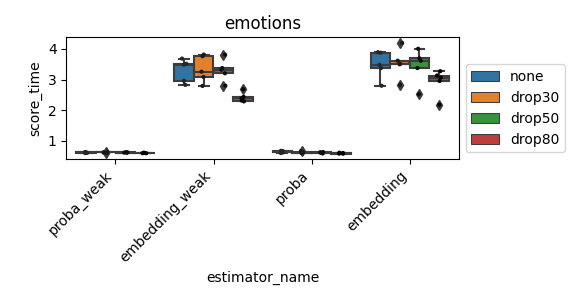 emotions
score_time
4
3
2
1
none
drop30
drop50
drop80
proba_weak
embedding_weak
proba
embedding
estimator_name